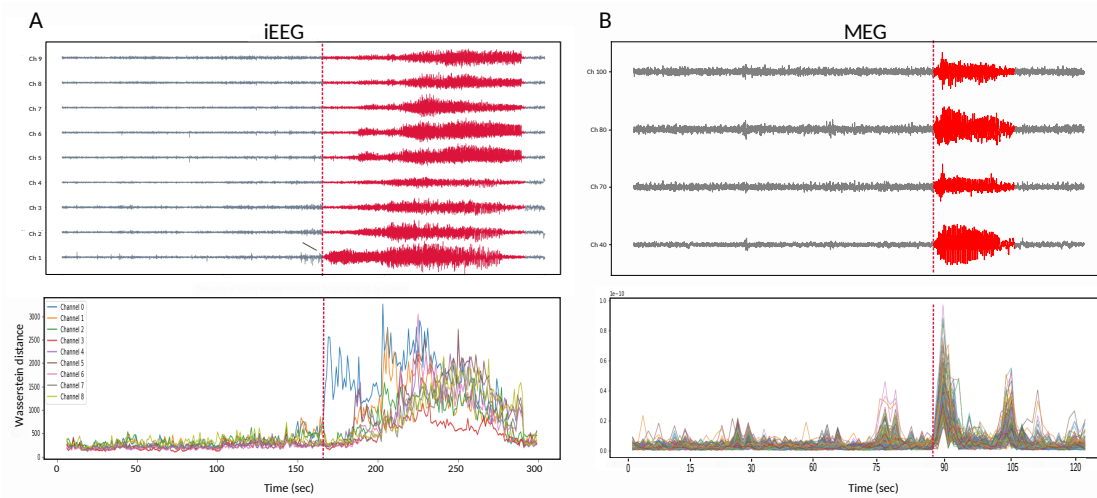 A
iEEG
Ch 9
Ch 8
Ch 7
Ch 6
Ch 5
Ch 4
Ch 3
Ch 2
Ch 1
Wasserstein distance
3000
2500
2000
1500
1000
500
0
Channel 0
Channel 1
Channel 2
Channel 3
Channel 4
Channel 5
Channel 6
Channel 7
Channel 8
0 50 100 150 200 250 300
Time (sec)
B
MEG
Ch 100
Ch 80
Ch 70
Ch 40
1e-10
1.0
0.8
0.6
0.4
0.2
0.0
0 15 30 45 60 75 90 105 120
Time (sec)